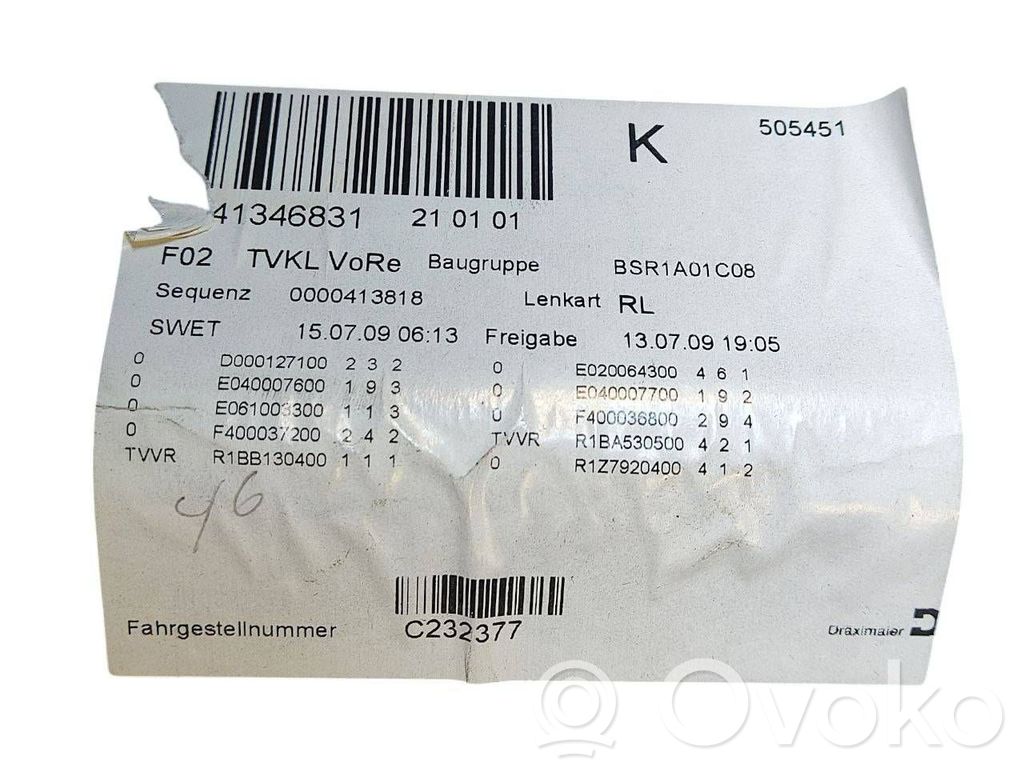 K 505451
41346831 21 01 01
F02 TVKL VoRe Baugruppe BSR1A01C08
Sequenz 0000413818 Lenkart RL
SWET 15.07.09 06:13 Freigabe 13.07.09 19:05
0 D000127100 2 3 2 0 E020064300 4 6 1
0 E040007600 1 9 3 0 E040007700 1 9 2
0 E061003300 1 1 3 0 F400036800 2 9 4
0 F400037200 2 4 2 TVVR R1BA530500 4 2 1
TVVR R1BB130400 1 1 1 0 R1Z7920400 4 1 2
46
Fahrgestellnummer C232377 Dräxlmaier D
Ovoko